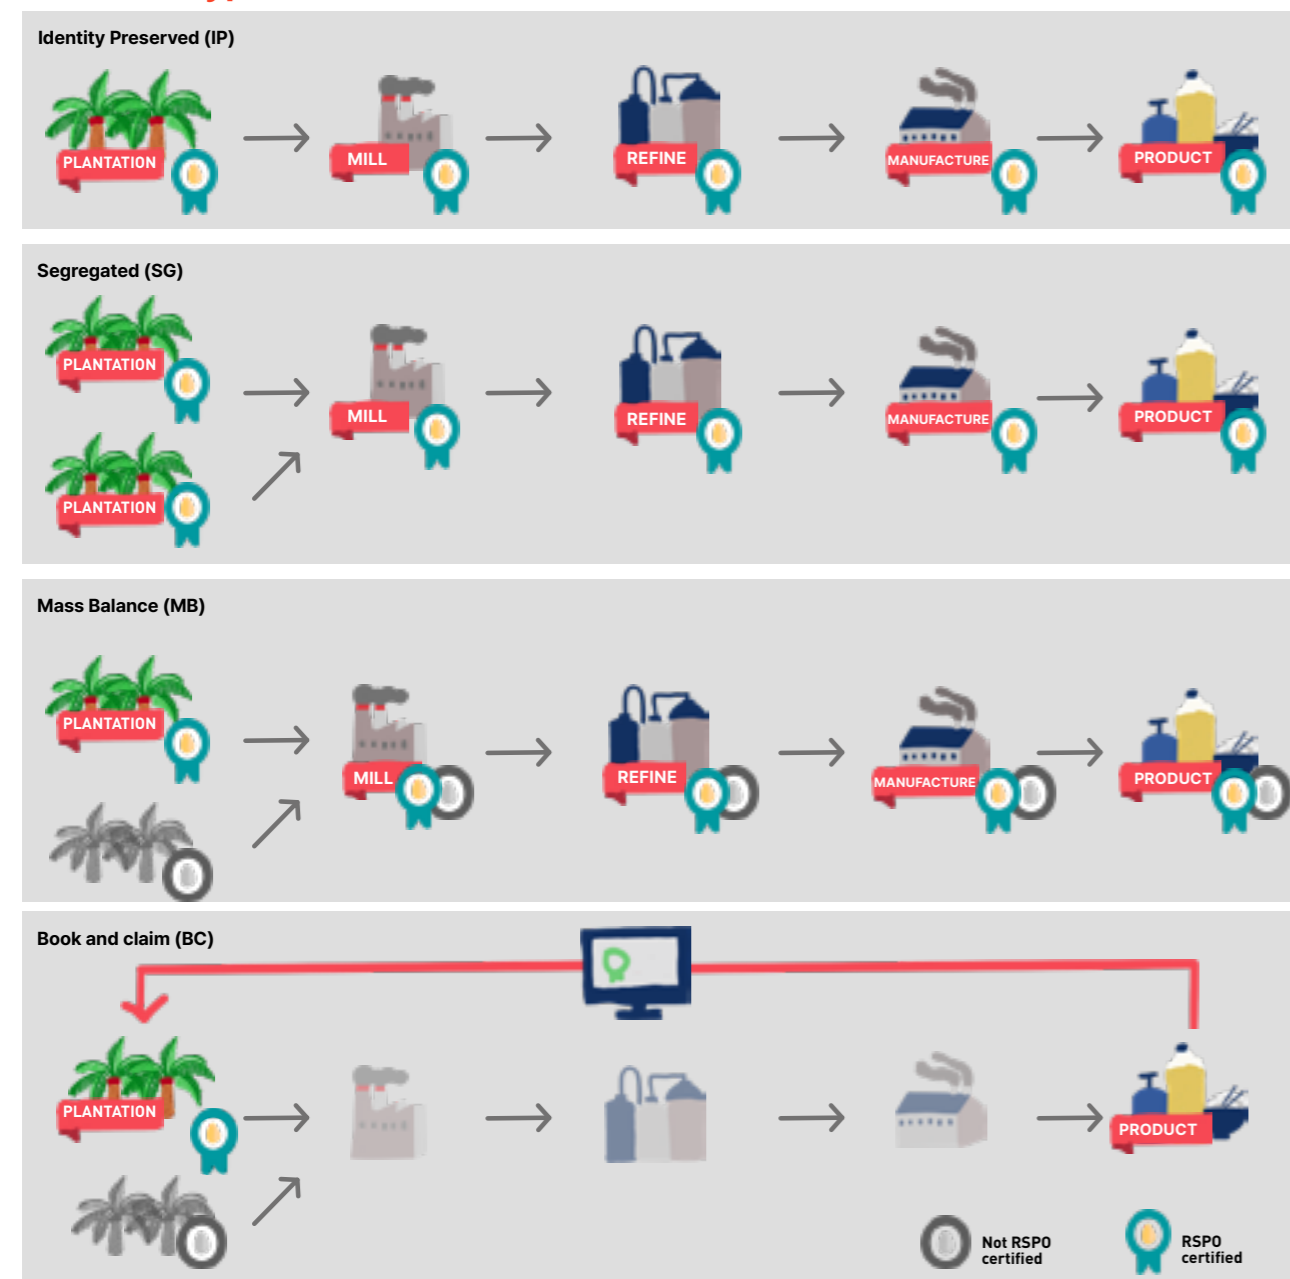 Identity Preserved (IP)
PLANTATION
MILL
REFINE
MANUFACTURE
PRODUCT
Segregated (SG)
PLANTATION
MILL
REFINE
MANUFACTURE
PRODUCT
PLANTATION
Mass Balance (MB)
PLANTATION
MILL
REFINE
MANUFACTURE
PRODUCT
Book and claim (BC)
PLANTATION
PRODUCT
Not RSPO
certified
RSPO
certified